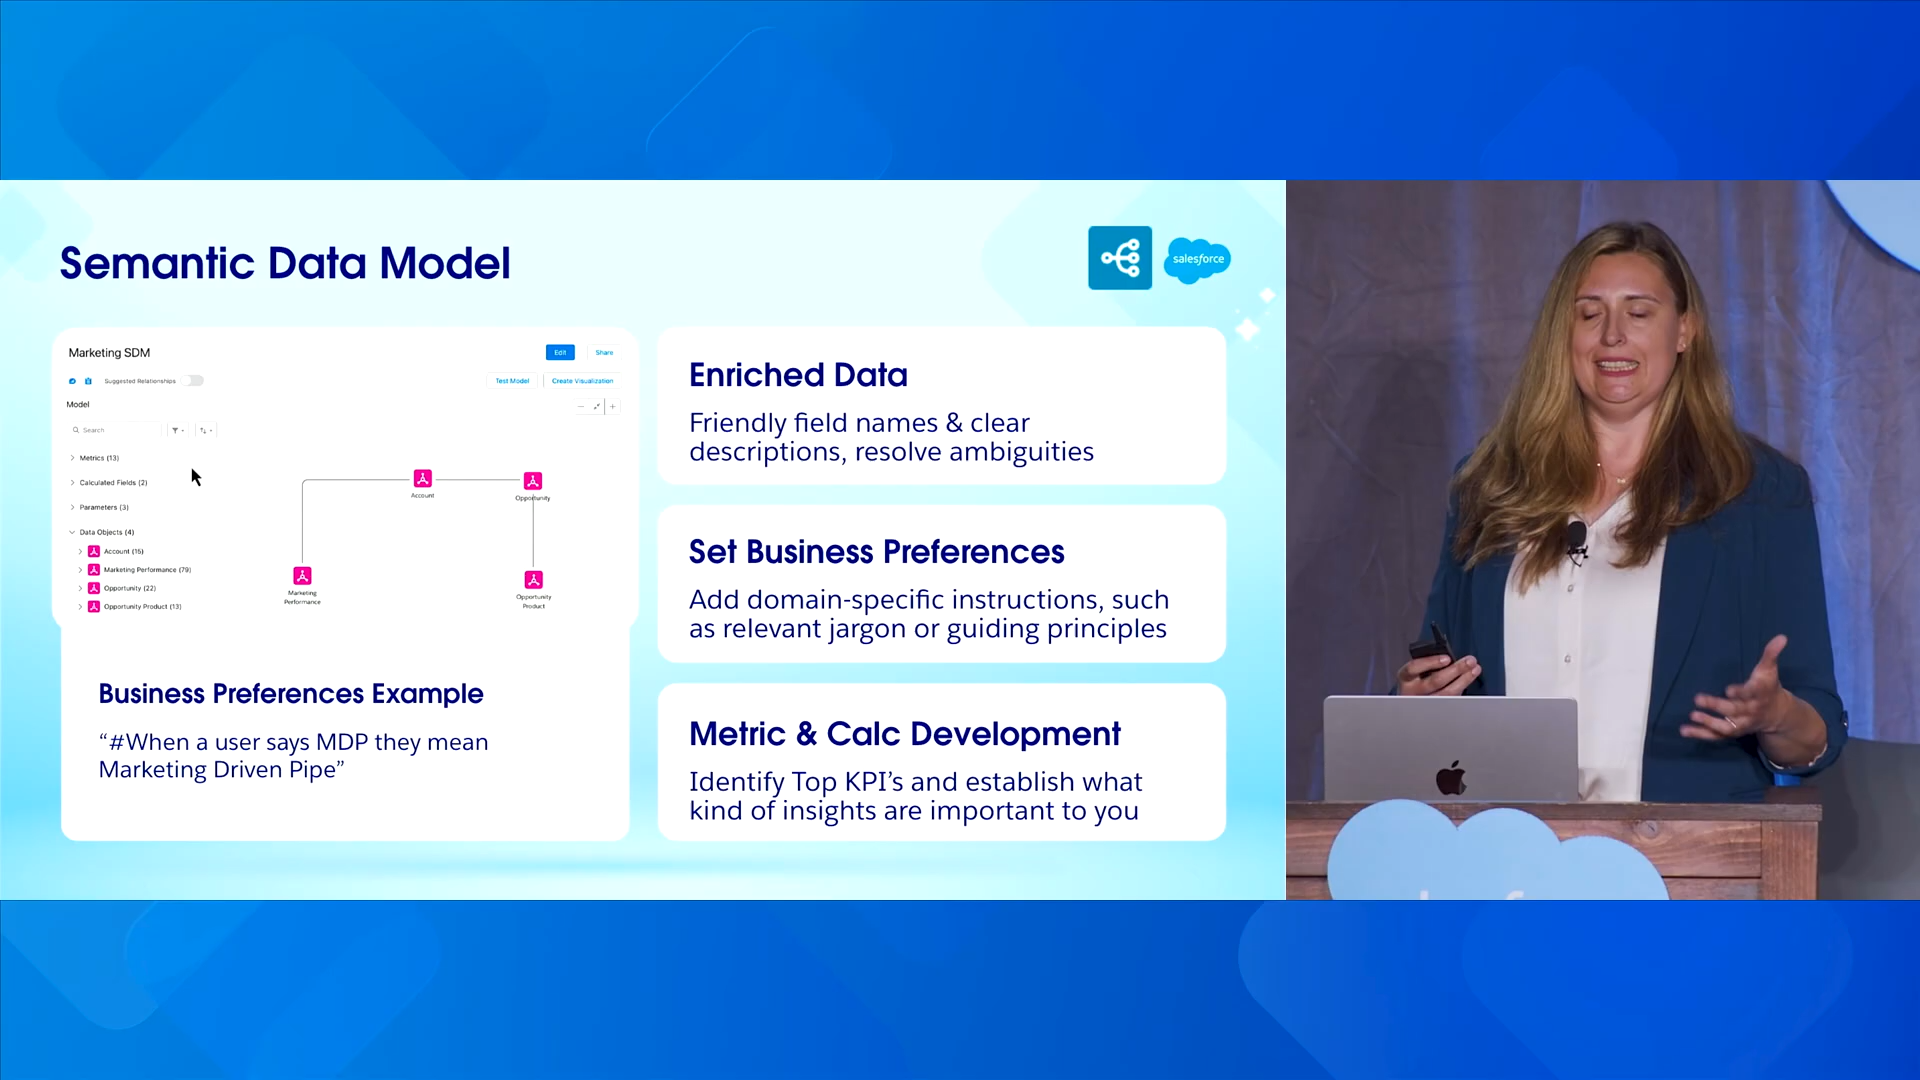 Semantic Data Model
salesforce
Marketing SDM
Edit
Share
Suggested Relationships
Test Model
Create Visualization
Model
Search
Metrics (13)
Calculated Fields (2)
Parameters (3)
Data Objects (4)
Account (16)
Marketing Performance (79)
Opportunity (22)
Opportunity Product (13)
Account
Opportunity
Marketing
Performance
Opportunity
Product
Business Preferences Example
“#When a user says MDP they mean
Marketing Driven Pipe”
Enriched Data
Friendly field names & clear
descriptions, resolve ambiguities
Set Business Preferences
Add domain-specific instructions, such
as relevant jargon or guiding principles
Metric & Calc Development
Identify Top KPI’s and establish what
kind of insights are important to you